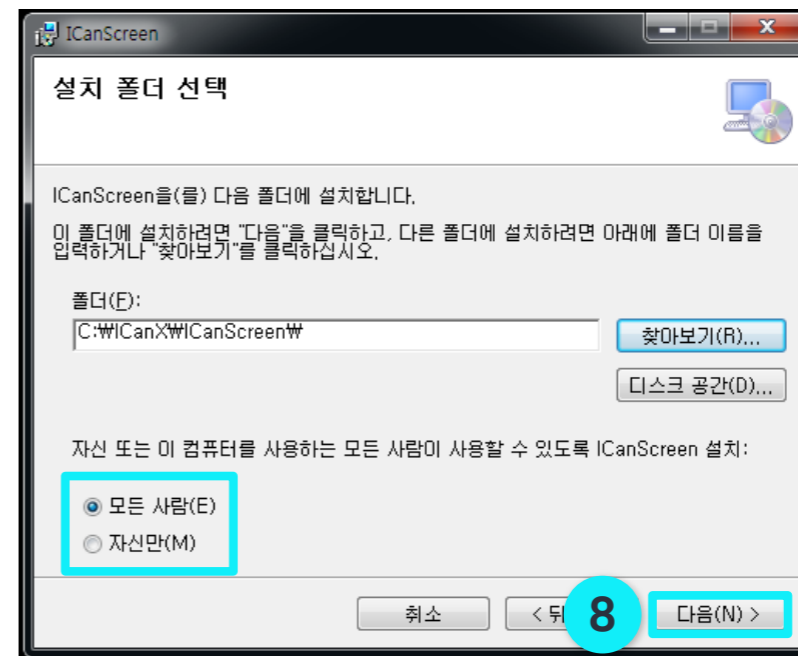 ICanScreen
설치 폴더 선택
ICanScreen을(를) 다음 폴더에 설치합니다.
이 폴더에 설치하려면 "다음"을 클릭하고, 다른 폴더에 설치하려면 아래에 폴더 이름을
입력하거나 "찾아보기"를 클릭하십시오.
폴더(F):
C:₩ICanX₩ICanScreen₩
찾아보기(R)...
디스크 공간(D)...
자신 또는 이 컴퓨터를 사용하는 모든 사람이 사용할 수 있도록 ICanScreen 설치:
모든 사람(E)
자신만(M)
취소
< 뒤
8
다음(N) >